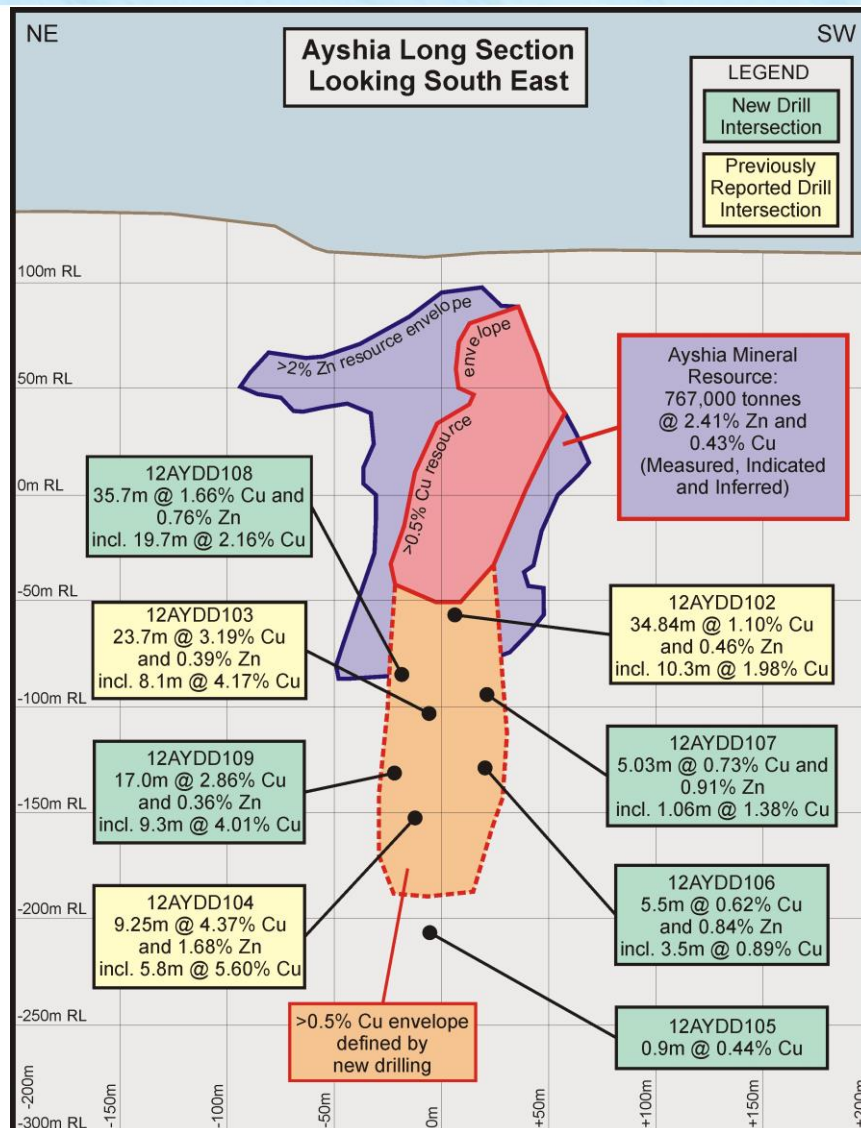 NE
SW
Ayshia Long Section
Looking South East
LEGEND
New Drill
Intersection
Previously
Reported Drill
Intersection
100m RL
50m RL
0m RL
-50m RL
-100m RL
-150m RL
-200m RL
-250m RL
-300m RL
>2% Zn resource envelope
>0.5% Cu resource envelope
Ayshia Mineral
Resource:
767,000 tonnes
@ 2.41% Zn and
0.43% Cu
(Measured, Indicated
and Inferred)
12AYDD108
35.7m @ 1.66% Cu and
0.76% Zn
incl. 19.7m @ 2.16% Cu
12AYDD103
23.7m @ 3.19% Cu
and 0.39% Zn
incl. 8.1m @ 4.17% Cu
12AYDD109
17.0m @ 2.86% Cu
and 0.36% Zn
incl. 9.3m @ 4.01% Cu
12AYDD104
9.25m @ 4.37% Cu
and 1.68% Zn
incl. 5.8m @ 5.60% Cu
12AYDD102
34.84m @ 1.10% Cu
and 0.46% Zn
incl. 10.3m @ 1.98% Cu
12AYDD107
5.03m @ 0.73% Cu and
0.91% Zn
incl. 1.06m @ 1.38% Cu
12AYDD106
5.5m @ 0.62% Cu
and 0.84% Zn
incl. 3.5m @ 0.89% Cu
12AYDD105
0.9m @ 0.44% Cu
>0.5% Cu envelope
defined by
new drilling
-200m
-150m
-100m
-50m
0m
+50m
+100m
+150m
+200m